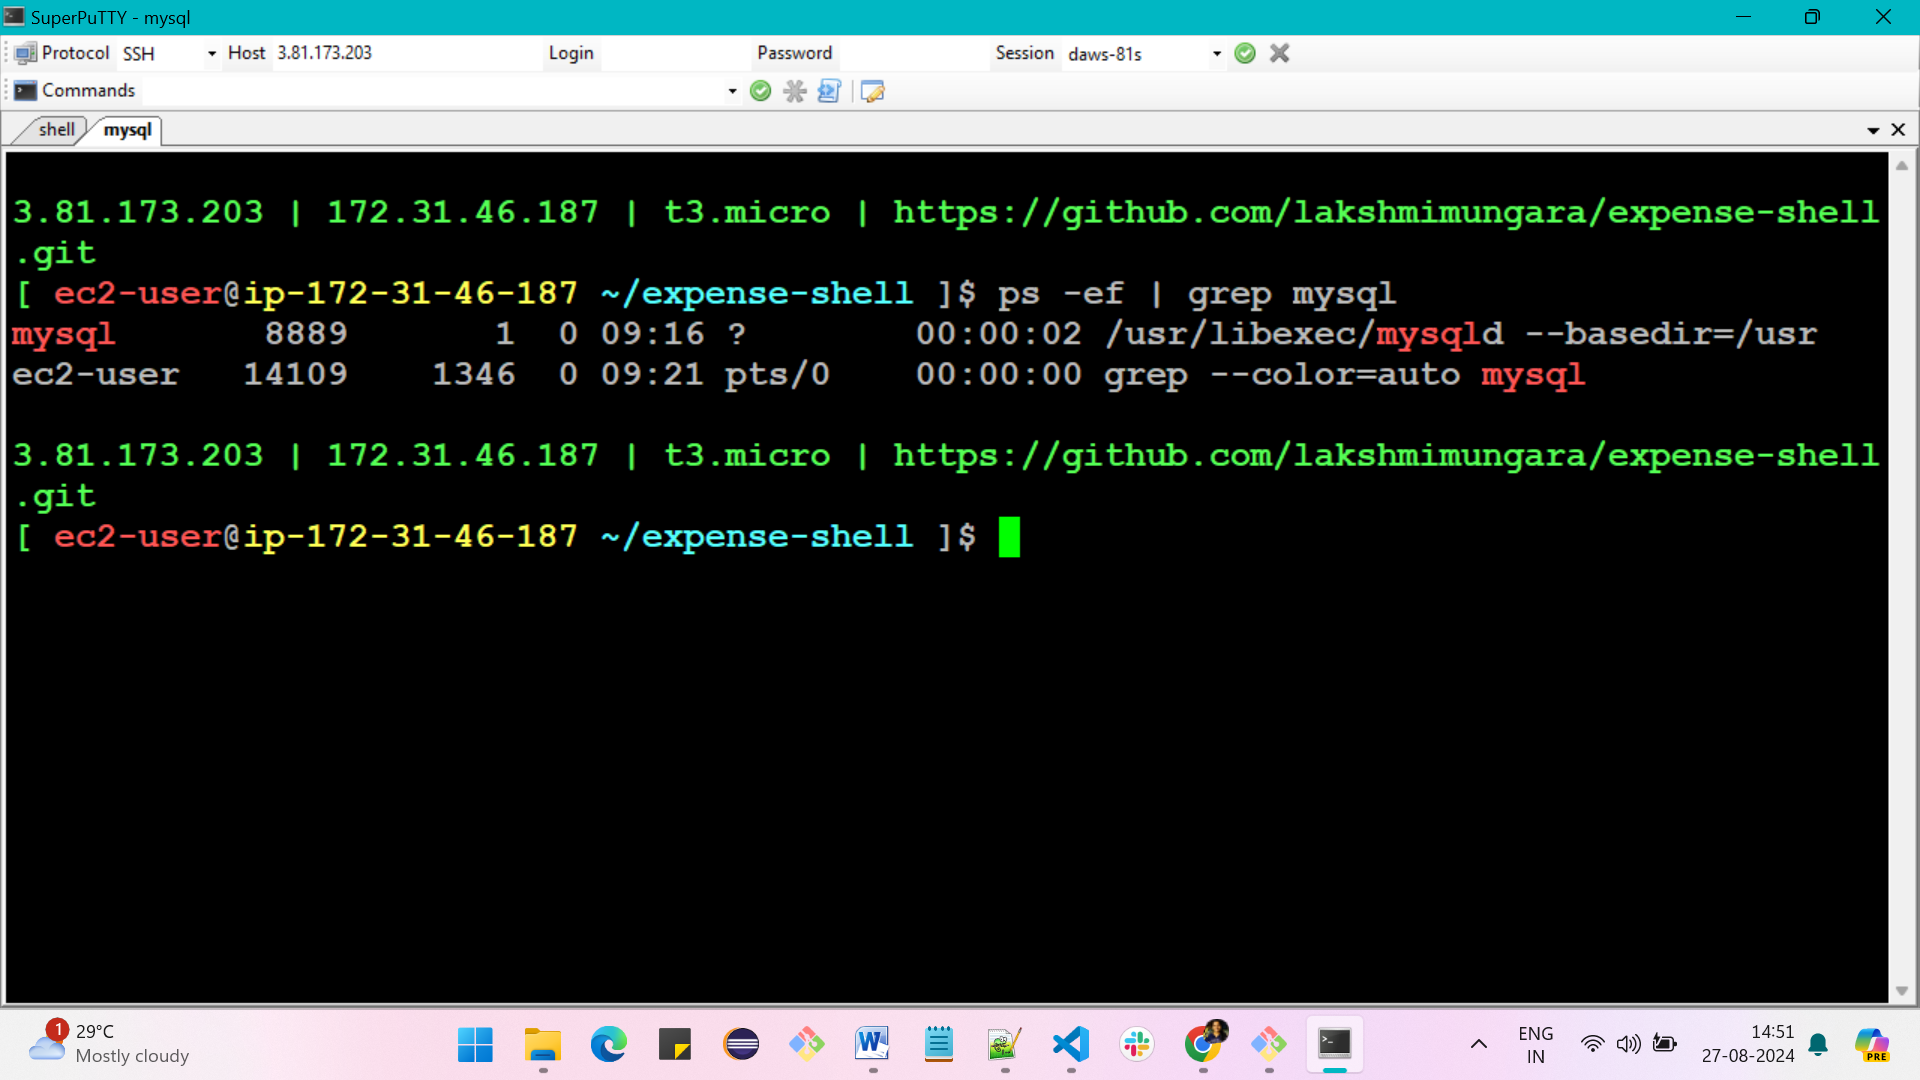 SuperPuTTY - mysql
Protocol SSH Host 3.81.173.203 Login Password Session daws-81s
Commands
shell mysql
3.81.173.203 | 172.31.46.187 | t3.micro | https://github.com/lakshmimungara/expense-shell
.git
[ ec2-user@ip-172-31-46-187 ~/expense-shell ]$ ps -ef | grep mysql
mysql 8889 1 0 09:16 ? 00:00:02 /usr/libexec/mysqld --basedir=/usr
ec2-user 14109 1346 0 09:21 pts/0 00:00:00 grep --color=auto mysql
3.81.173.203 | 172.31.46.187 | t3.micro | https://github.com/lakshmimungara/expense-shell
.git
[ ec2-user@ip-172-31-46-187 ~/expense-shell ]$
1 29°C
Mostly cloudy
ENG
IN
14:51
27-08-2024
PRE